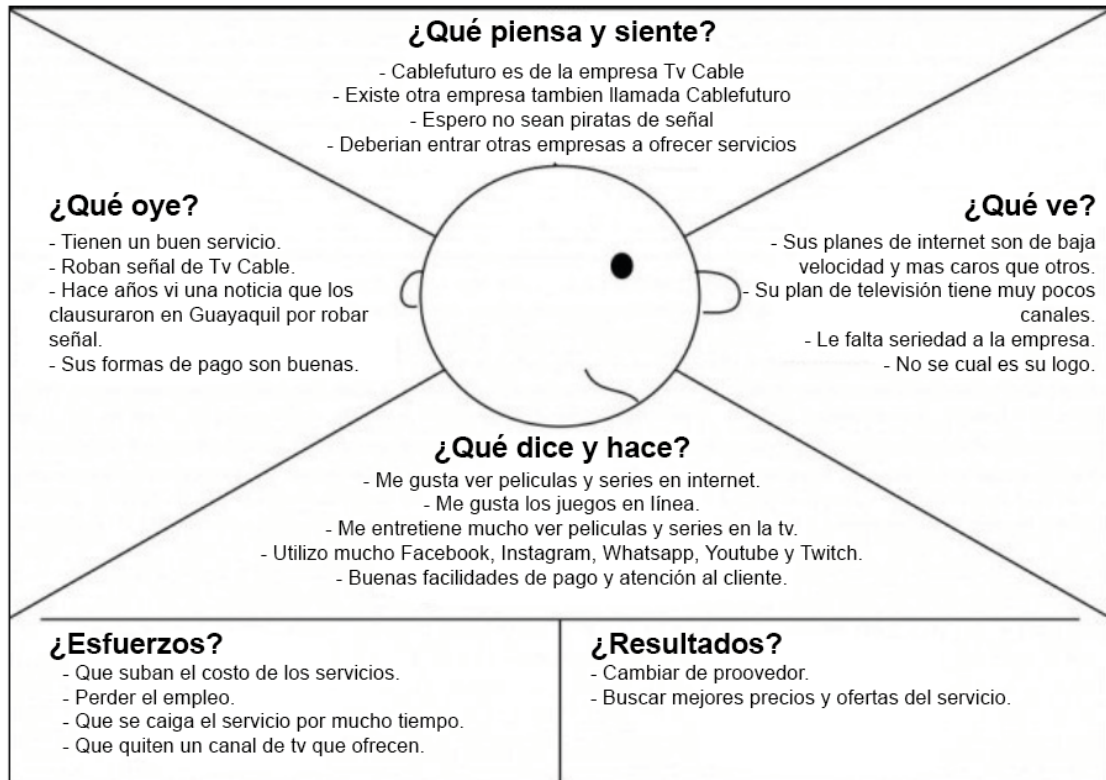 ¿Qué piensa y siente?
- Cablefuturo es de la empresa Tv Cable
- Existe otra empresa tambien llamada Cablefuturo
- Espero no sean piratas de señal
- Deberian entrar otras empresas a ofrecer servicios
¿Qué oye?
- Tienen un buen servicio.
- Roban señal de Tv Cable.
- Hace años vi una noticia que los
clausuraron en Guayaquil por robar
señal.
- Sus formas de pago son buenas.
¿Qué ve?
- Sus planes de internet son de baja
velocidad y mas caros que otros.
- Su plan de televisión tiene muy pocos
canales.
- Le falta seriedad a la empresa.
- No se cual es su logo.
¿Qué dice y hace?
- Me gusta ver peliculas y series en internet.
- Me gusta los juegos en línea.
- Me entretiene mucho ver peliculas y series en la tv.
- Utilizo mucho Facebook, Instagram, Whatsapp, Youtube y Twitch.
- Buenas facilidades de pago y atención al cliente.
¿Esfuerzos?
- Que suban el costo de los servicios.
- Perder el empleo.
- Que se caiga el servicio por mucho tiempo.
- Que quiten un canal de tv que ofrecen.
¿Resultados?
- Cambiar de proovedor.
- Buscar mejores precios y ofertas del servicio.